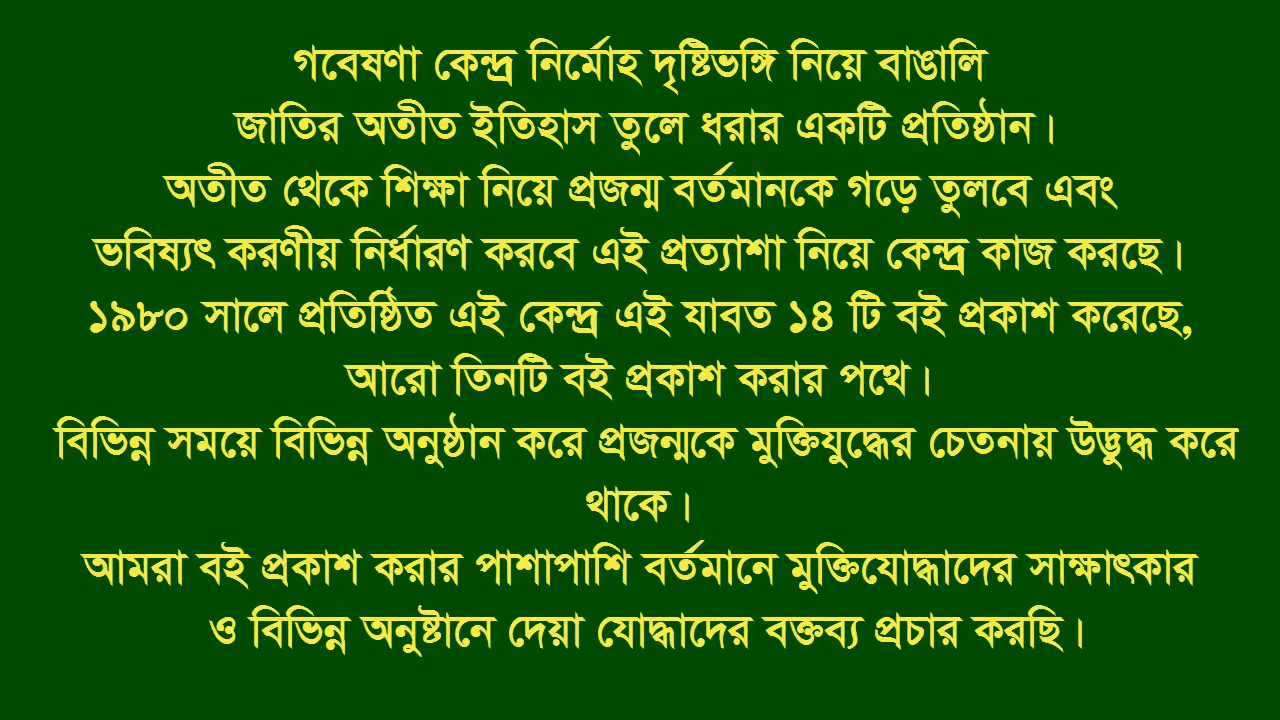 গবেষণা কেন্দ্র নির্মোহ দৃষ্টিভঙ্গি নিয়ে বাঙালি
জাতির অতীত ইতিহাস তুলে ধরার একটি প্রতিষ্ঠান।
অতীত থেকে শিক্ষা নিয়ে প্রজন্ম বর্তমানকে গড়ে তুলবে এবং
ভবিষ্যৎ করণীয় নির্ধারণ করবে এই প্রত্যাশা নিয়ে কেন্দ্র কাজ করছে।
১৯৮০ সালে প্রতিষ্ঠিত এই কেন্দ্র এই যাবত ১৪ টি বই প্রকাশ করেছে,
আরো তিনটি বই প্রকাশ করার পথে।
বিভিন্ন সময়ে বিভিন্ন অনুষ্ঠান করে প্রজন্মকে মুক্তিযুদ্ধের চেতনায় উদ্ভুদ্ধ করে
থাকে।
আমরা বই প্রকাশ করার পাশাপাশি বর্তমানে মুক্তিযোদ্ধাদের সাক্ষাৎকার
ও বিভিন্ন অনুষ্টানে দেয়া যোদ্ধাদের বক্তব্য প্রচার করছি।